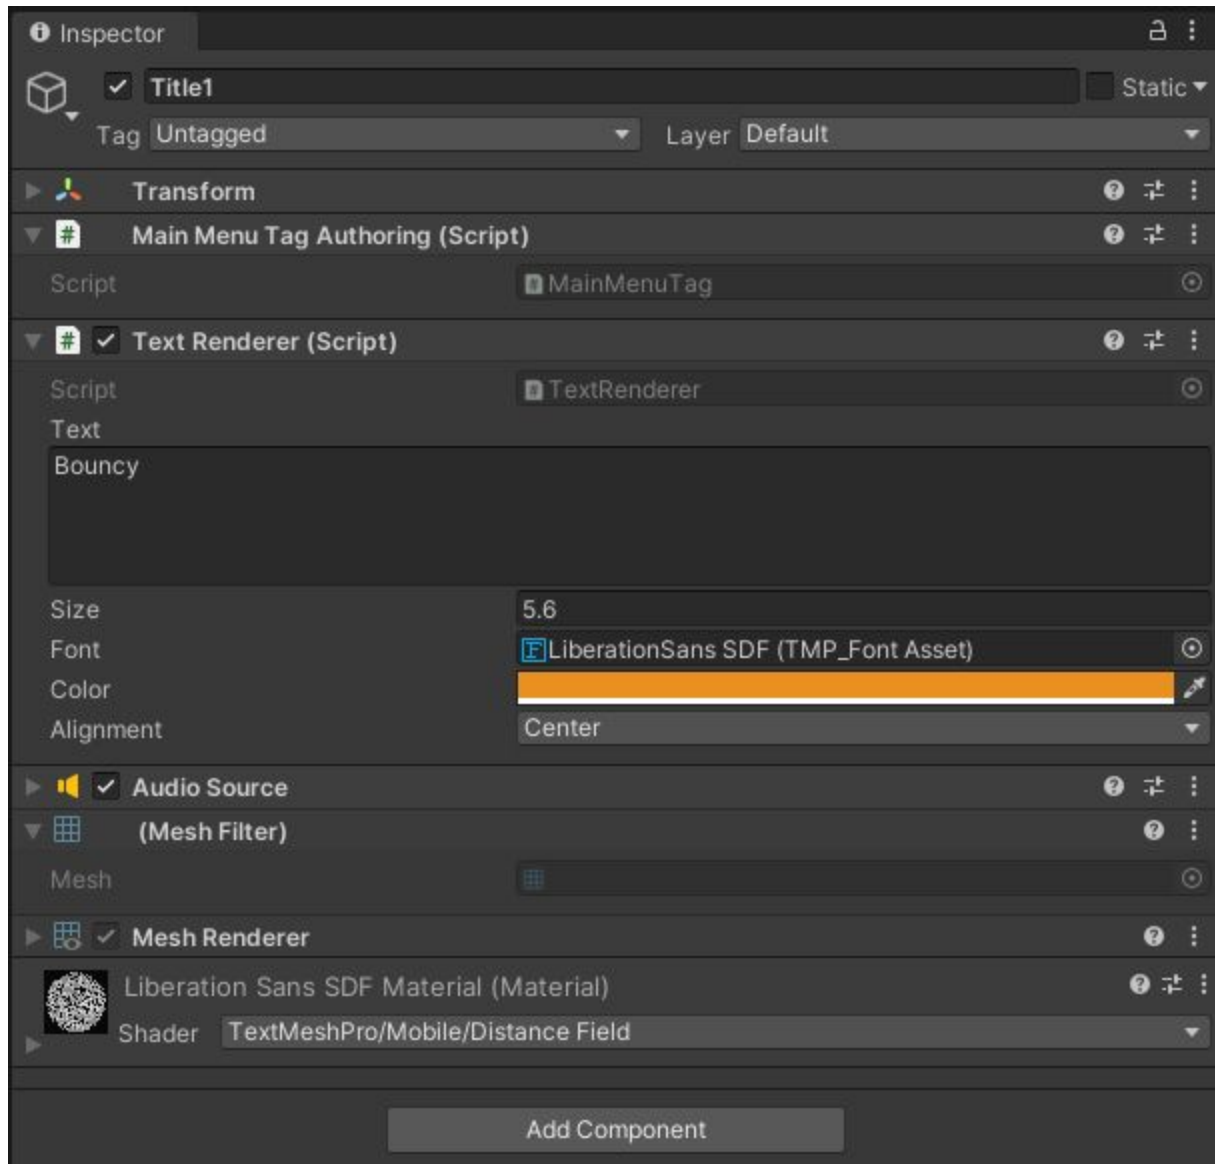 Inspector
Title1
Static
Tag Untagged Layer Default
Transform
# Main Menu Tag Authoring (Script)
Script # MainMenuTag
# Text Renderer (Script)
Script # TextRenderer
Text
Bouncy
Size 5.6
Font F LiberationSans SDF (TMP_Font Asset)
Color
Alignment Center
Audio Source
(Mesh Filter)
Mesh
Mesh Renderer
Liberation Sans SDF Material (Material)
Shader TextMeshPro/Mobile/Distance Field
Add Component